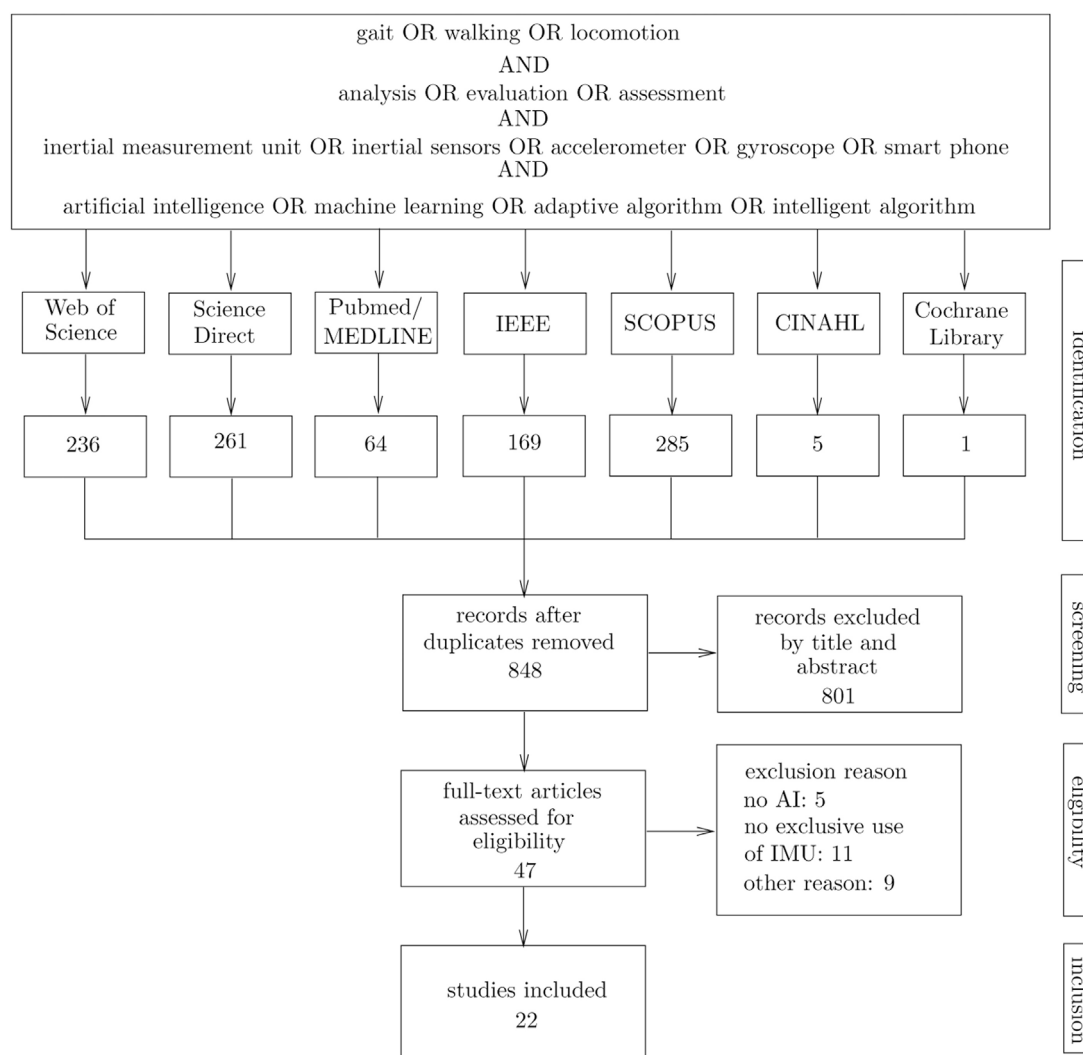 gait OR walking OR locomotion
AND
analysis OR evaluation OR assessment
AND
inertial measurement unit OR inertial sensors OR accelerometer OR gyroscope OR smart phone
AND
artificial intelligence OR machine learning OR adaptive algorithm OR intelligent algorithm
Web of
Science
Science
Direct
Pubmed/
MEDLINE
IEEE
SCOPUS
CINAHL
Cochrane
Library
236
261
64
169
285
5
1
identification
records after
duplicates removed
848
records excluded
by title and
abstract
801
screening
full-text articles
assessed for
eligibility
47
exclusion reason
no AI: 5
no exclusive use
of IMU: 11
other reason: 9
eligibility
studies included
22
inclusion